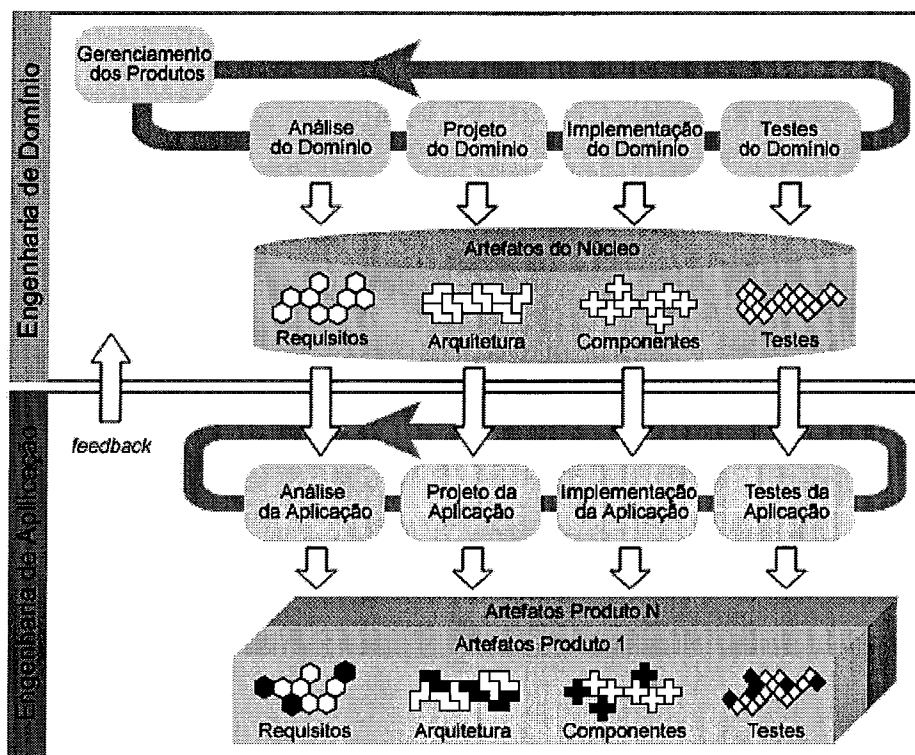 Engenharia de Domínio
Gerenciamento
dos Produtos
Análise
do Domínio
Projeto
do Domínio
Implementação
do Domínio
Testes
do Domínio
Artefatos do Núcleo
Requisitos
Arquitetura
Componentes
Testes
feedback
Engenharia de Aplicação
Análise
da Aplicação
Projeto da
Aplicação
Implementação
da Aplicação
Testes da
Aplicação
Artefatos Produto N
Artefatos Produto 1
Requisitos
Arquitetura
Componentes
Testes